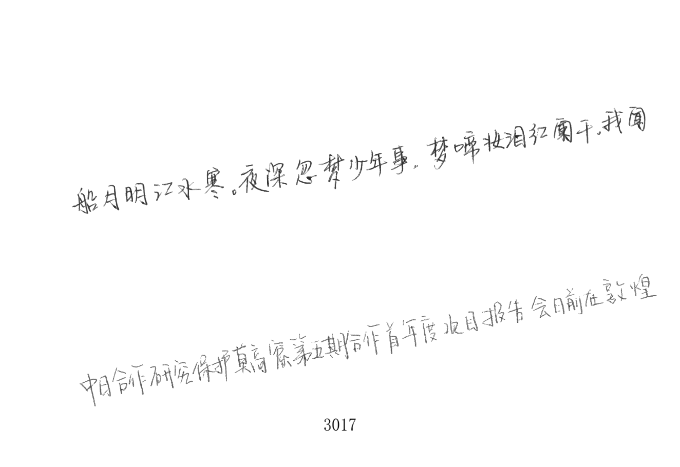 船月明江水寒。夜深忽梦少年事，梦啼妆泪红阑干。我闻
中日合作研究保护莫高窟第五期合作首年度项目报告会日前在敦煌
3017